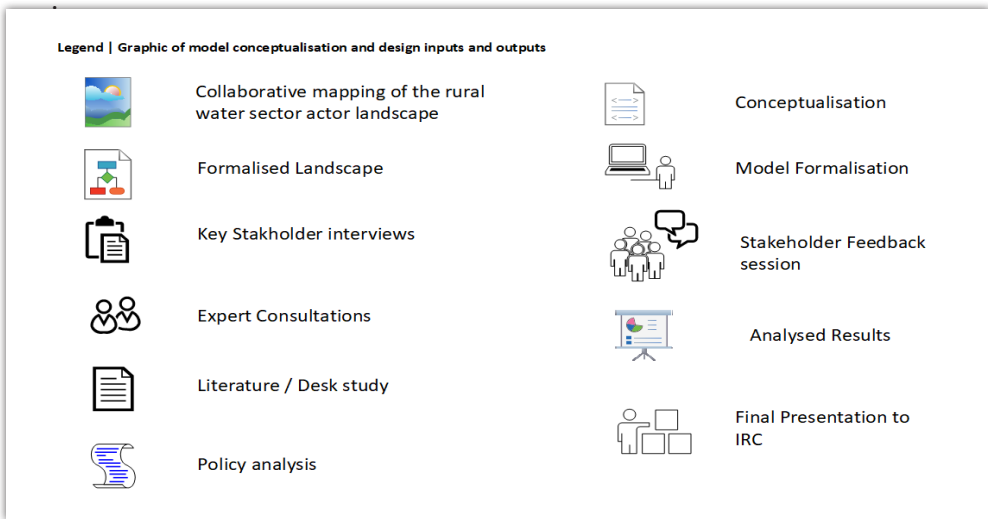 Legend | Graphic of model conceptualisation and design inputs and outputs
Collaborative mapping of the rural
water sector actor landscape
Formalised Landscape
Key Stakholder interviews
Expert Consultations
Literature / Desk study
Policy analysis
Conceptualisation
Model Formalisation
Stakeholder Feedback
session
Analysed Results
Final Presentation to
IRC